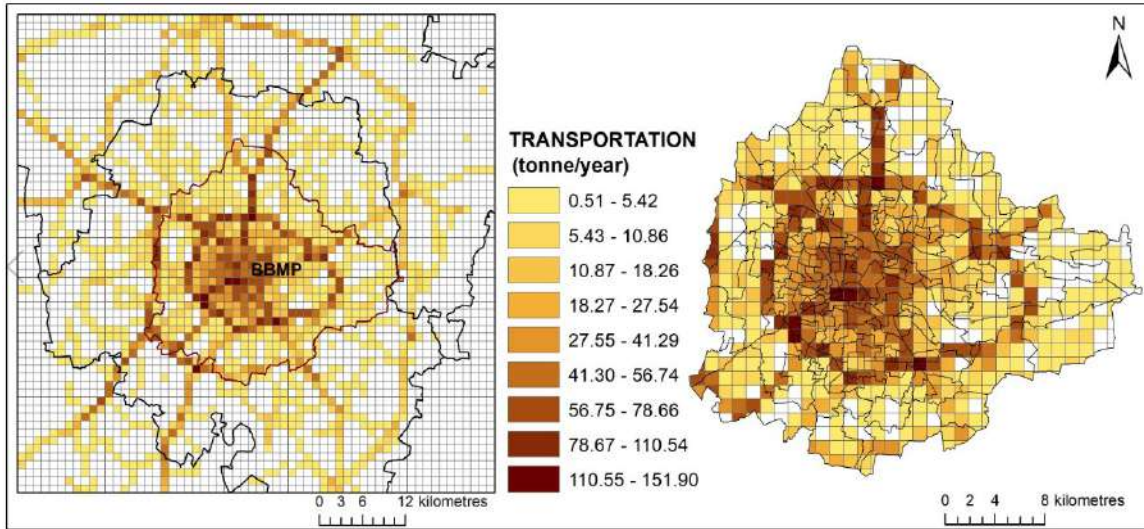 N
TRANSPORTATION
(tonne/year)
0.51 - 5.42
5.43 - 10.86
10.87 - 18.26
18.27 - 27.54
27.55 - 41.29
41.30 - 56.74
56.75 - 78.66
78.67 - 110.54
110.55 - 151.90
BBMP
0 3 6 12 kilometres
0 2 4 8 kilometres